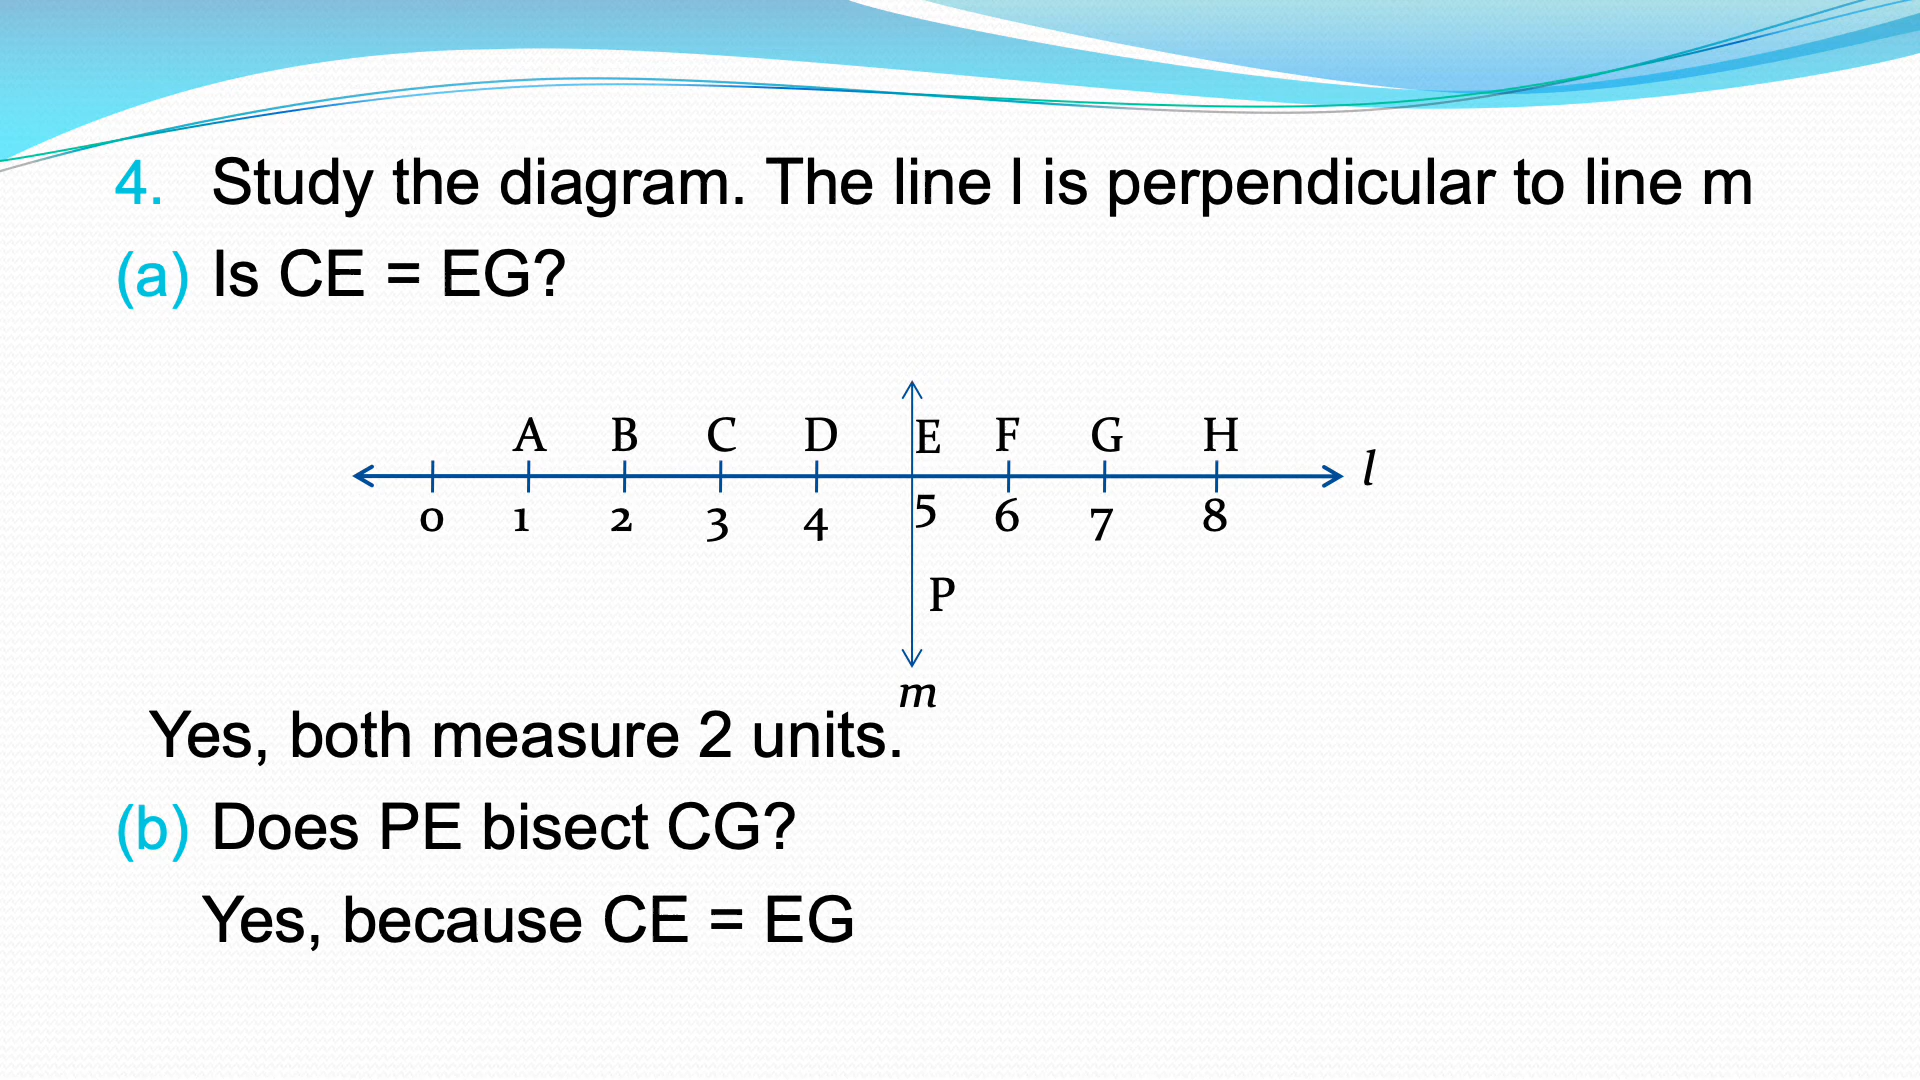 4. Study the diagram. The line l is perpendicular to line m
(a) Is CE = EG?
A B C D E F G H
l
0 1 2 3 4 5 6 7 8
P
m
Yes, both measure 2 units.
(b) Does PE bisect CG?
Yes, because CE = EG